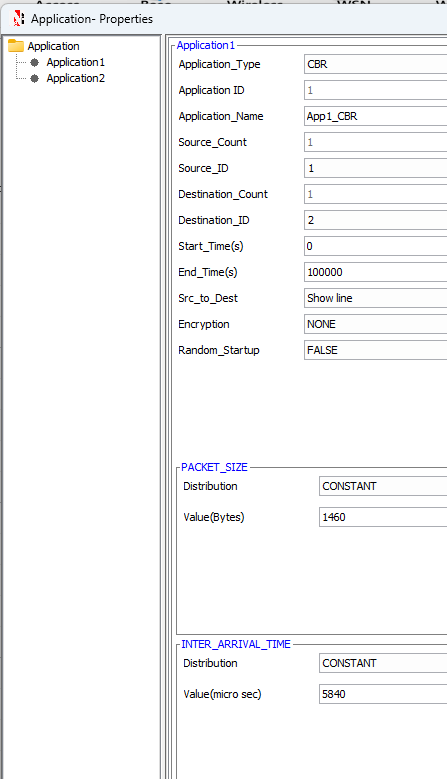 Application- Properties
Application
Application1
Application2
Application1
Application_Type CBR
Application ID 1
Application_Name App1_CBR
Source_Count 1
Source_ID 1
Destination_Count 1
Destination_ID 2
Start_Time(s) 0
End_Time(s) 100000
Src_to_Dest Show line
Encryption NONE
Random_Startup FALSE
PACKET_SIZE
Distribution CONSTANT
Value(Bytes) 1460
INTER_ARRIVAL_TIME
Distribution CONSTANT
Value(micro sec) 5840